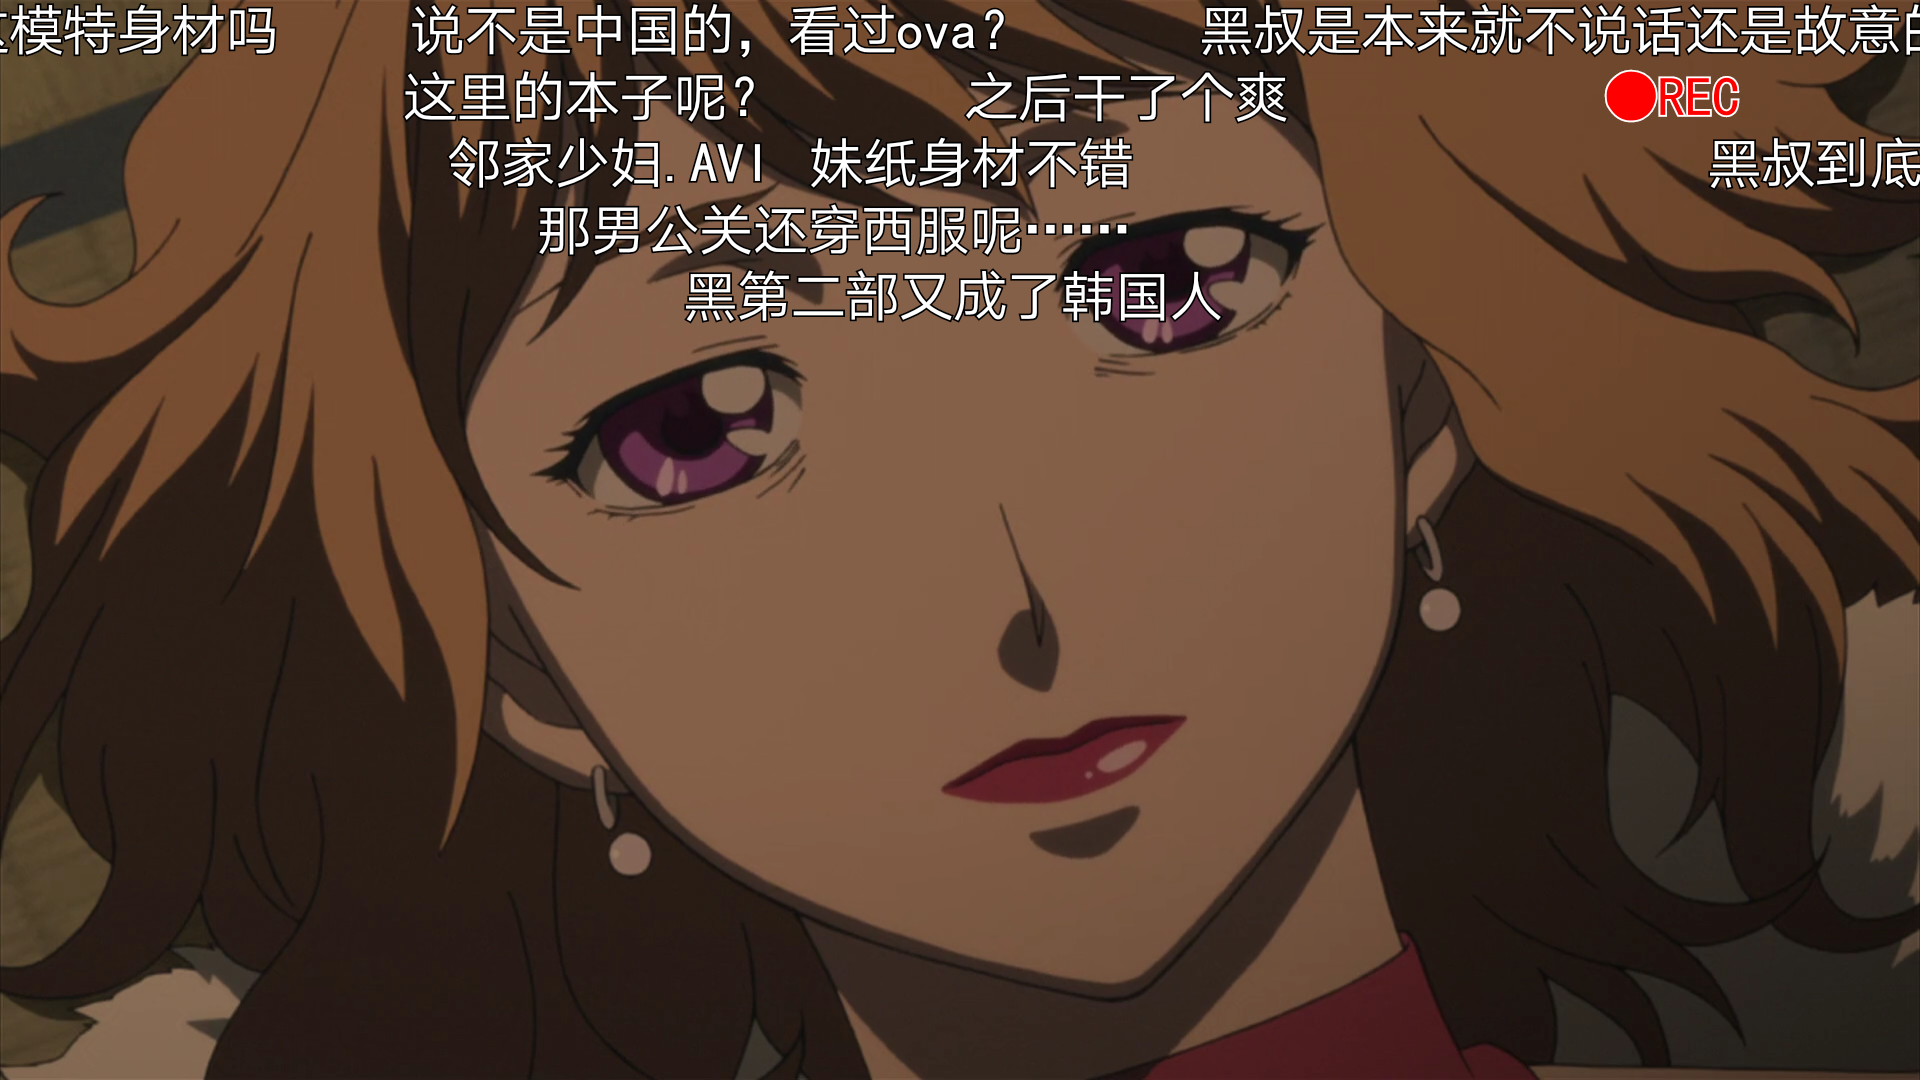 模特身材吗 说不是中国的，看过ova？ 黑叔是本来就不说话还是故意的
这里的本子呢？ 之后干了个爽 REC
邻家少妇.AVI 妹纸身材不错 黑叔到底
那男公关还穿西服呢……
黑第二部又成了韩国人